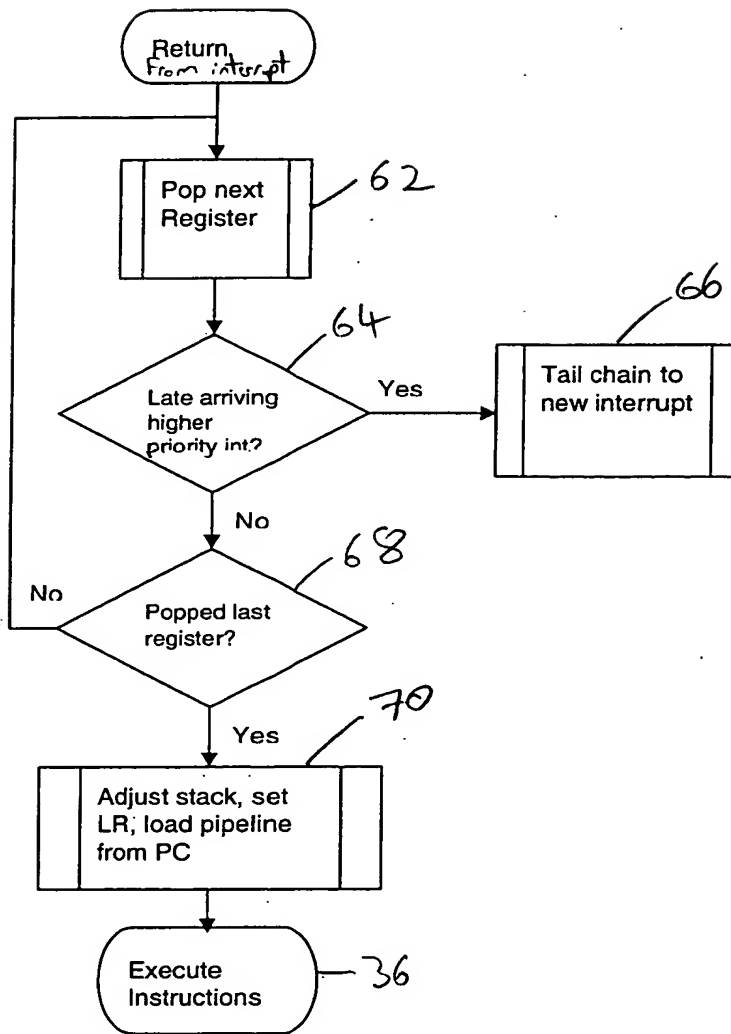 Return
From interrupt
Pop next
Register
62
64
Late arriving
higher
priority int.?
Yes
66
Tail chain to
new interrupt
No
68
No
Popped last
register?
Yes
70
Adjust stack, set
LR; load pipeline
from PC
Execute
Instructions
36